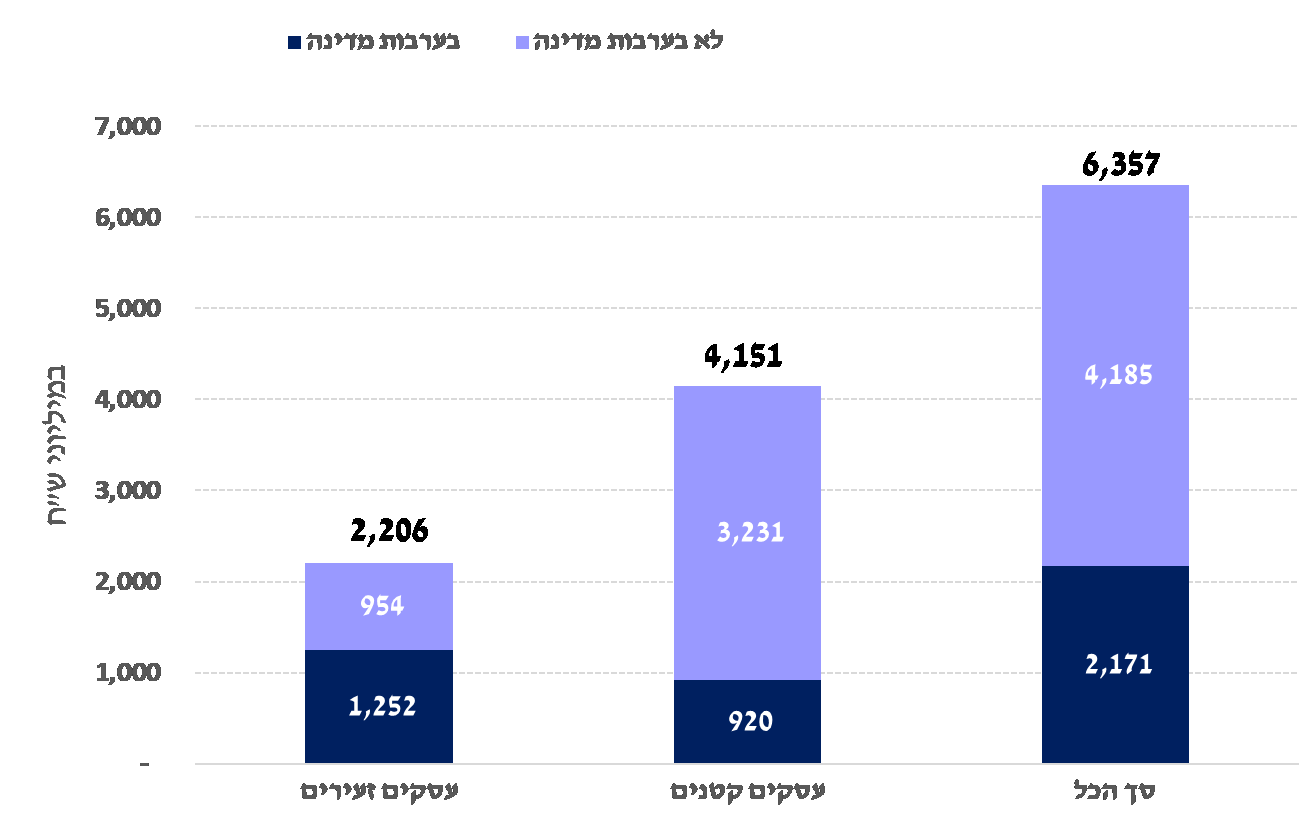 בערבות מדינה
לא בערבות מדינה
7,000
6,000
5,000
4,000
3,000
2,000
1,000
-
במיליוני ש״ח
2,206
954
1,252
4,151
3,231
920
6,357
4,185
2,171
עסקים זעירים
עסקים קטנים
סך הכל